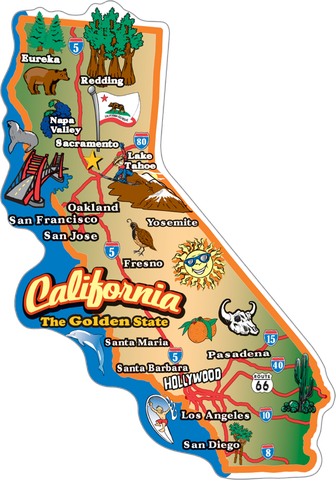 5
Eureka
Redding
Napa
Valley
Sacramento
80
Lake
Tahoe
Oakland
San Francisco
San Jose
Yosemite
5
Fresno
California
The Golden State
Santa Maria
15
5
Pasadena
40
Santa Barbara
HOLLYWOOD
ROUTE
66
Los Angeles
10
San Diego
8